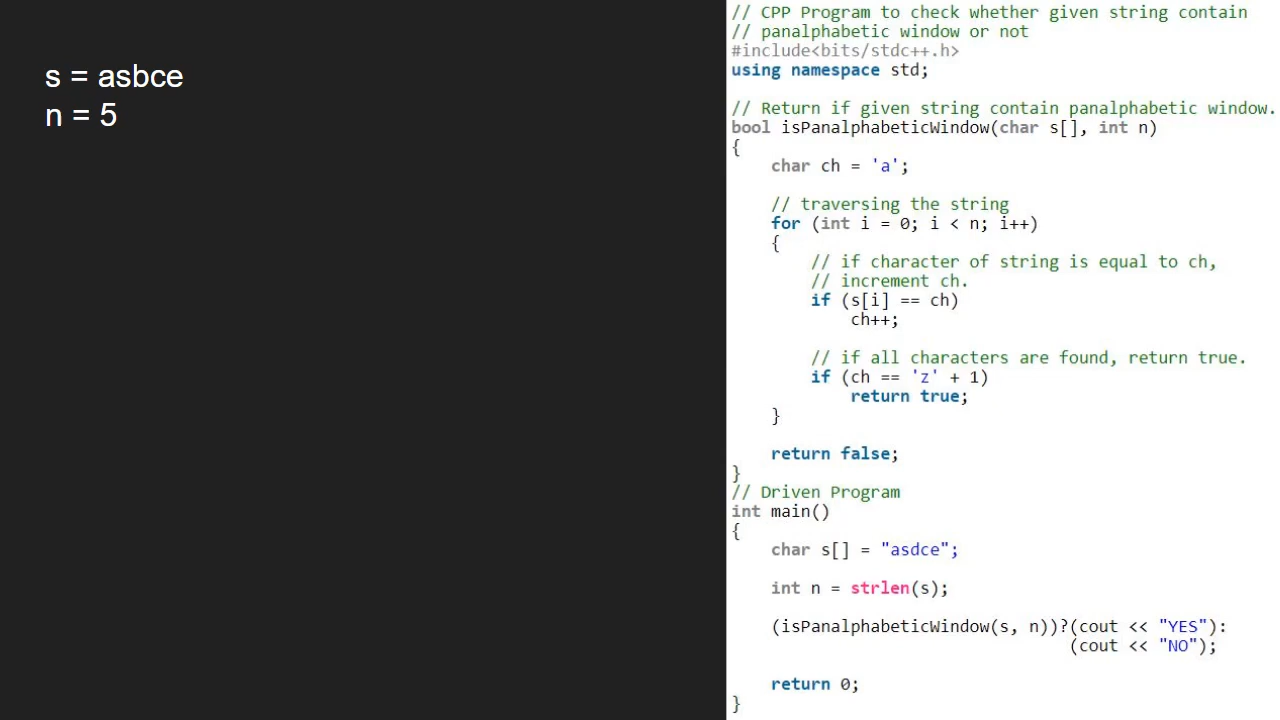 s = asbce
n = 5
// CPP Program to check whether given string contain
// panalphabetic window or not
#include<bits/stdc++.h>
using namespace std;
// Return if given string contain panalphabetic window.
bool isPanalphabeticWindow(char s[], int n)
{
    char ch = 'a';
    // traversing the string
    for (int i = 0; i < n; i++)
    {
        // if character of string is equal to ch,
        // increment ch.
        if (s[i] == ch)
            ch++;
        // if all characters are found, return true.
        if (ch == 'z' + 1)
            return true;
    }
    return false;
}
// Driven Program
int main()
{
    char s[] = "asdce";
    int n = strlen(s);
    (isPanalphabeticWindow(s, n))?(cout << "YES"):
                                  (cout << "NO");
    return 0;
}